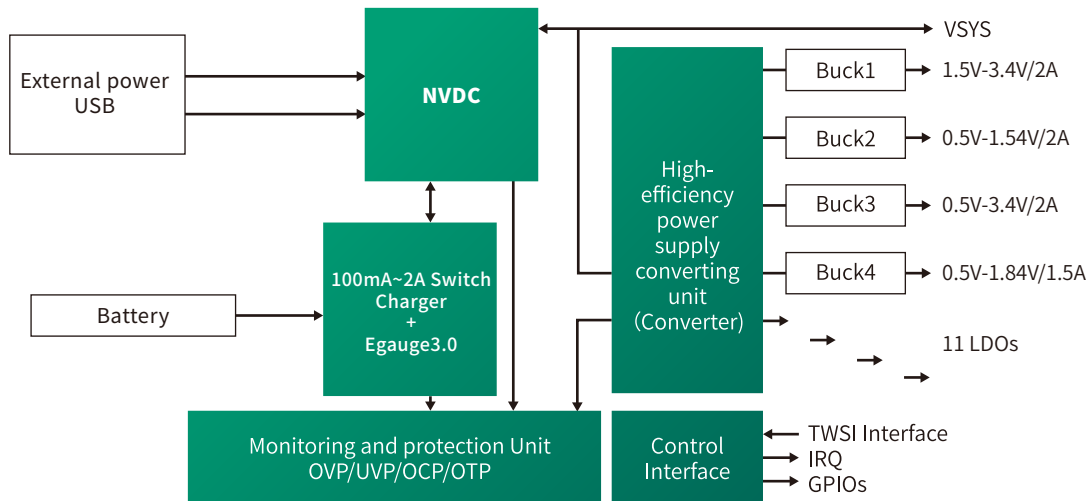 External power
USB
NVDC
VSYS
Buck1
1.5V-3.4V/2A
Buck2
0.5V-1.54V/2A
Buck3
0.5V-3.4V/2A
Buck4
0.5V-1.84V/1.5A
High-
efficiency
power
supply
converting
unit
（Converter）
11 LDOs
100mA~2A Switch
Charger
+
Egauge3.0
Battery
Monitoring and protection Unit
OVP/UVP/OCP/OTP
Control
Interface
TWSI Interface
IRQ
GPIOs